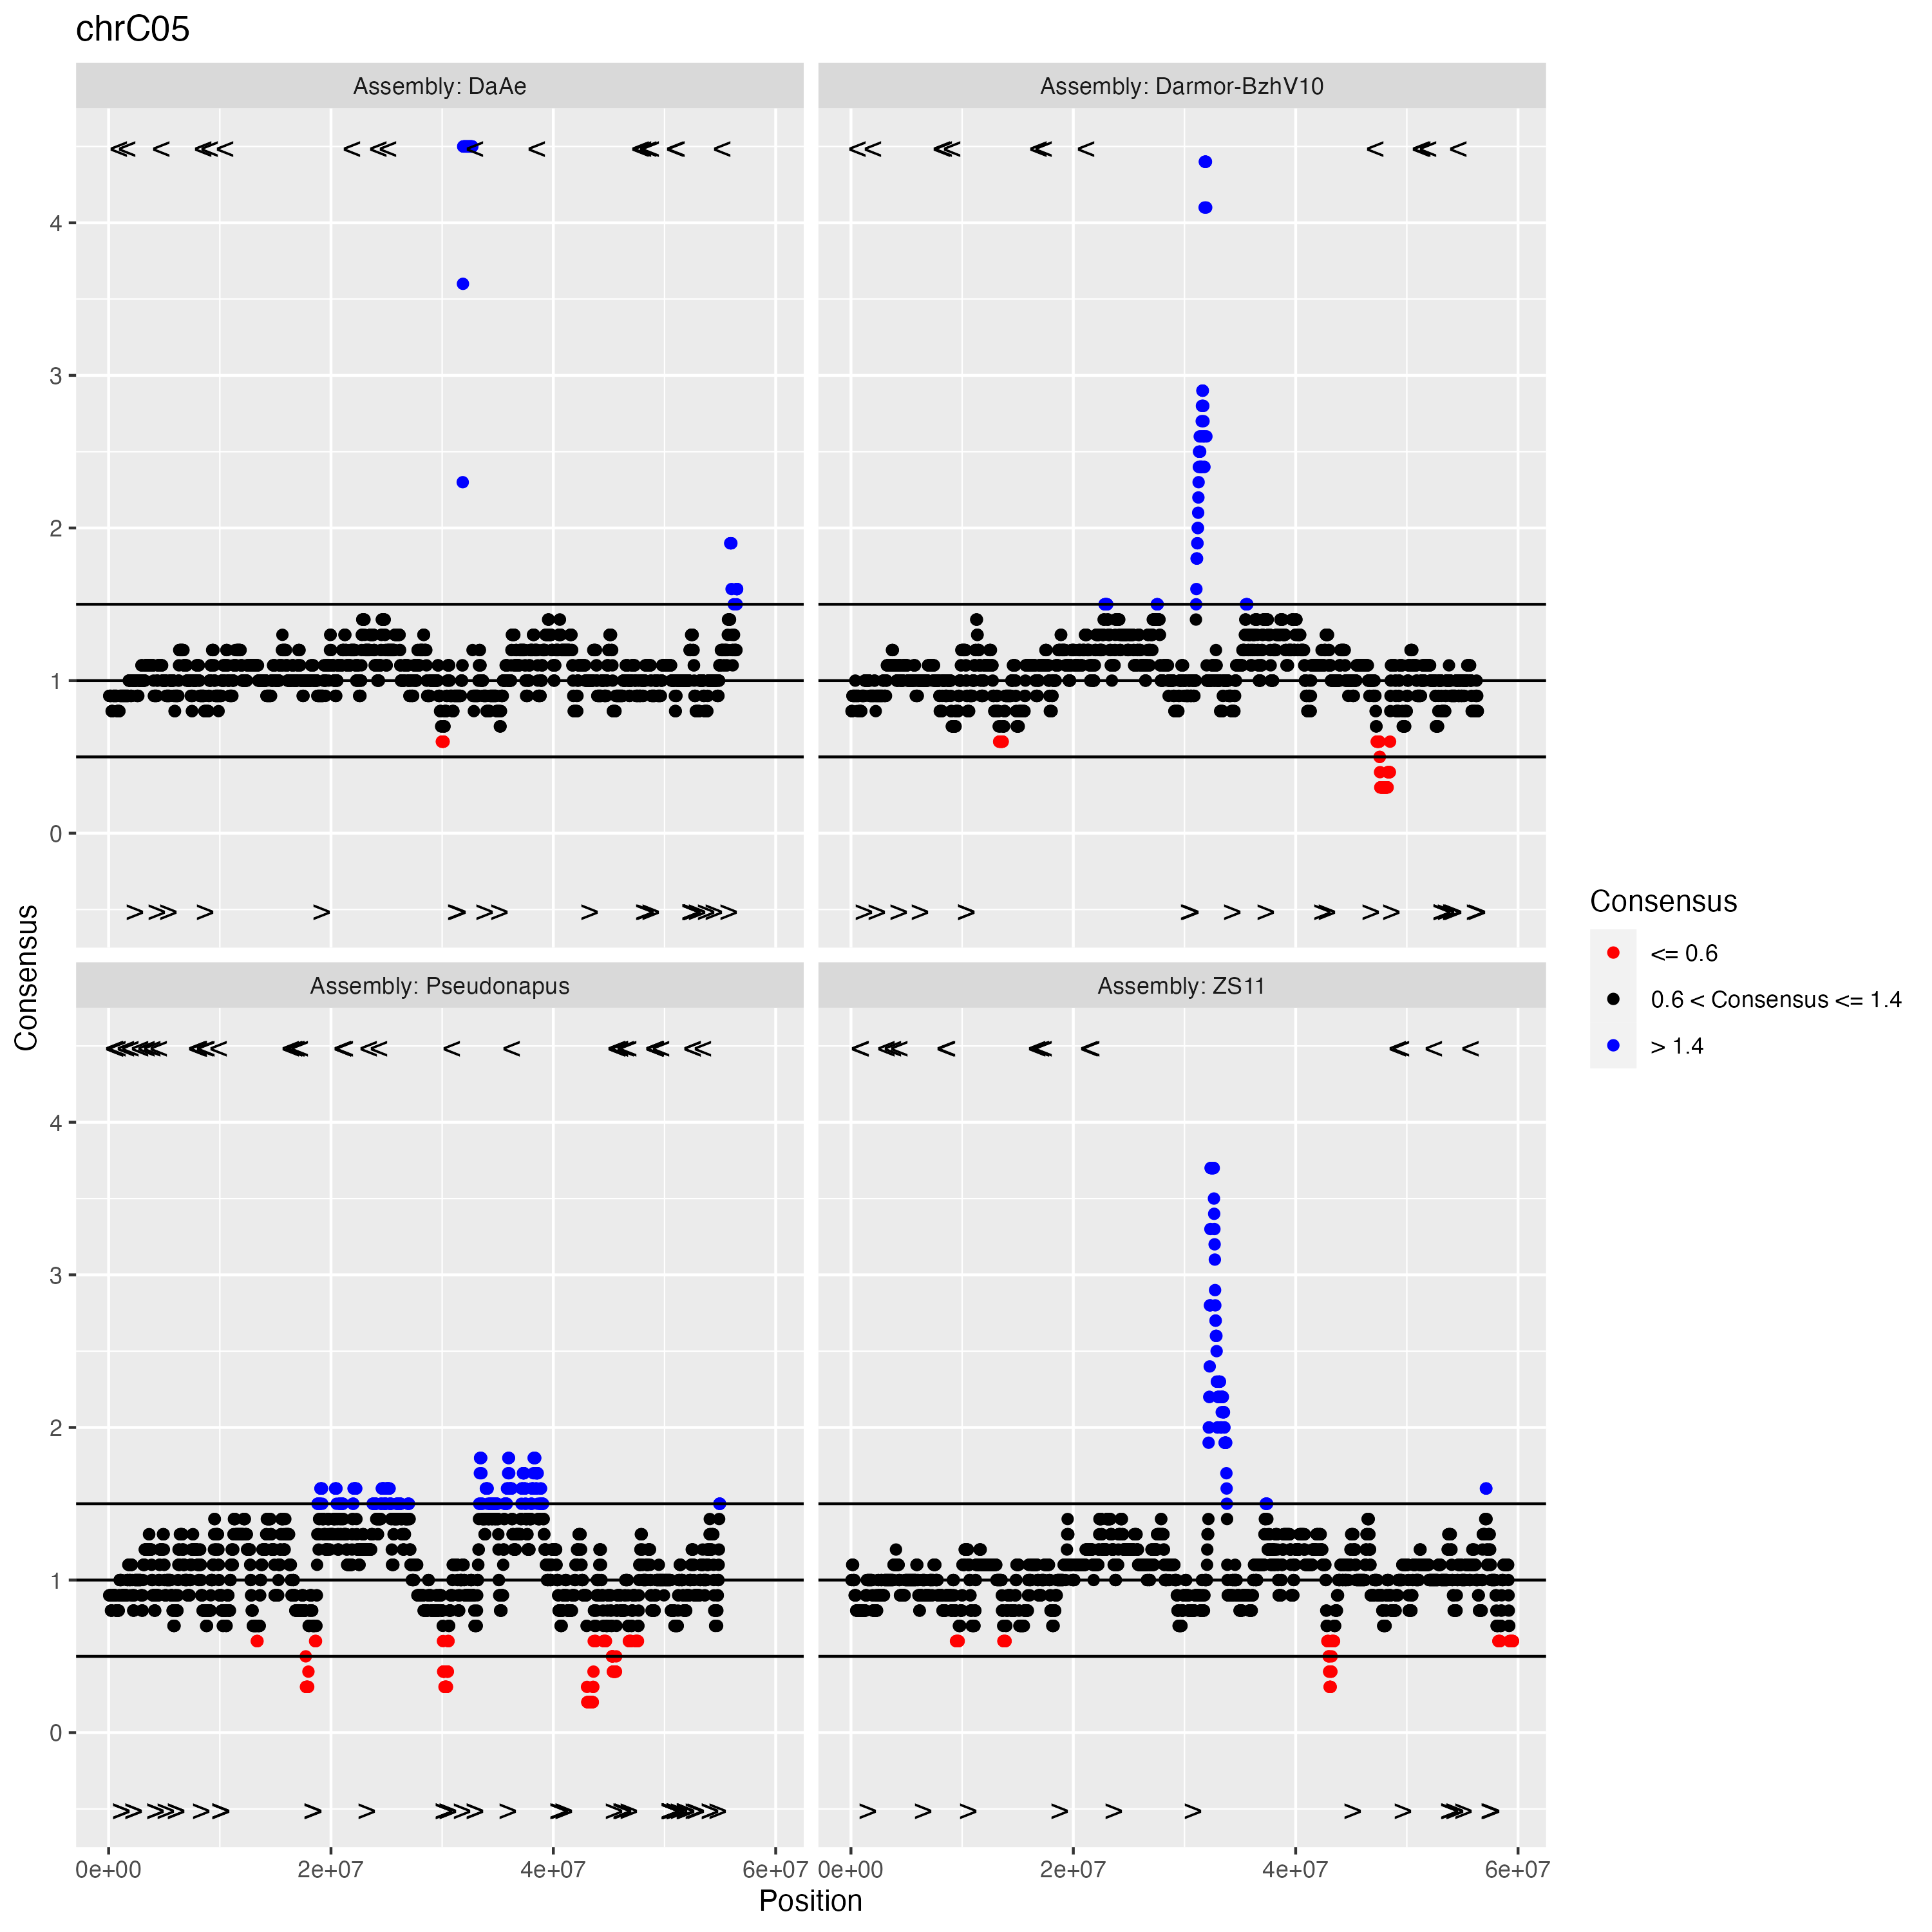 chrC05
Assembly: DaAe
Assembly: Darmor-BzhV10
4
3
2
1
0
Assembly: Pseudonapus
Assembly: ZS11
4
3
2
1
0
0e+00
2e+07
4e+07
6e+07
0e+00
2e+07
4e+07
6e+07
Position
Consensus
Consensus
<= 0.6
0.6 < Consensus <= 1.4
> 1.4